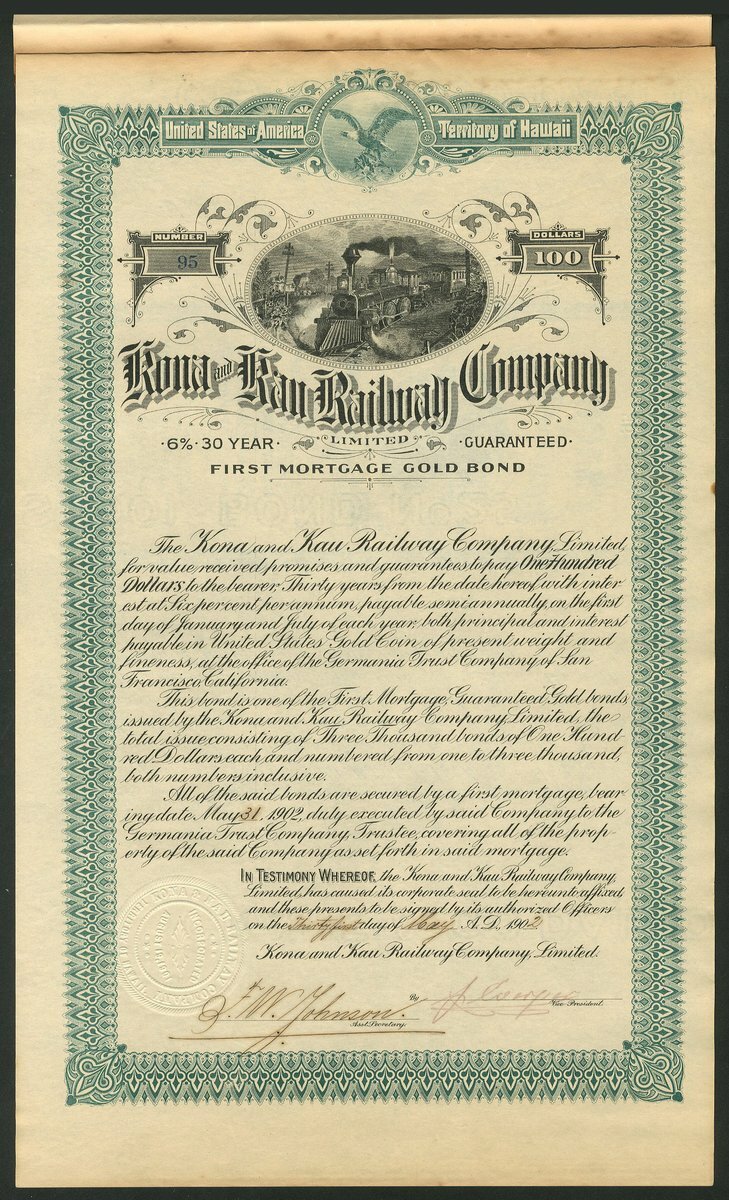 United States of America
Territory of Hawaii
NUMBER
95
DOLLARS
100
Kona and Kau Railway Company
·6%·30 YEAR·
LIMITED
·GUARANTEED·
FIRST MORTGAGE GOLD BOND
The Kona and Kau Railway Company, Limited,
for value received promises and guarantees to pay One Hundred
Dollars, to the bearer, Thirty years from the date hereof with inter
est at Six per cent per annum, payable semi annually, on the first
day of January and July of each year, both principal and interest
payable in United States Gold Coin of present weight and
fineness, at the office of the Germania Trust Company of San
Francisco, California.
This bond is one of the First Mortgage, Guaranteed Gold bonds,
issued by the Kona and Kau Railway Company, Limited, the
total issue consisting of Three Thousand bonds of One Hund-
red Dollars each and numbered from one to three thousand,
both numbers inclusive.
All of the said bonds are secured by a first mortgage, bear-
ing date May 31, 1902, duly executed by said Company, to the
Germania Trust Company, Trustee, covering all of the prop-
erty of the said Company as set forth in said mortgage.
IN TESTIMONY WHEREOF, the Kona and Kau Railway Company,
Limited, has caused its corporate seal to be hereunto affixed,
and these presents to be signed by its authorized Officers
on the Thirty first day of May A.D. 1902
Kona and Kau Railway Company, Limited.
By
Vice-President.
F. W. Johnson.
Asst. Secretary.